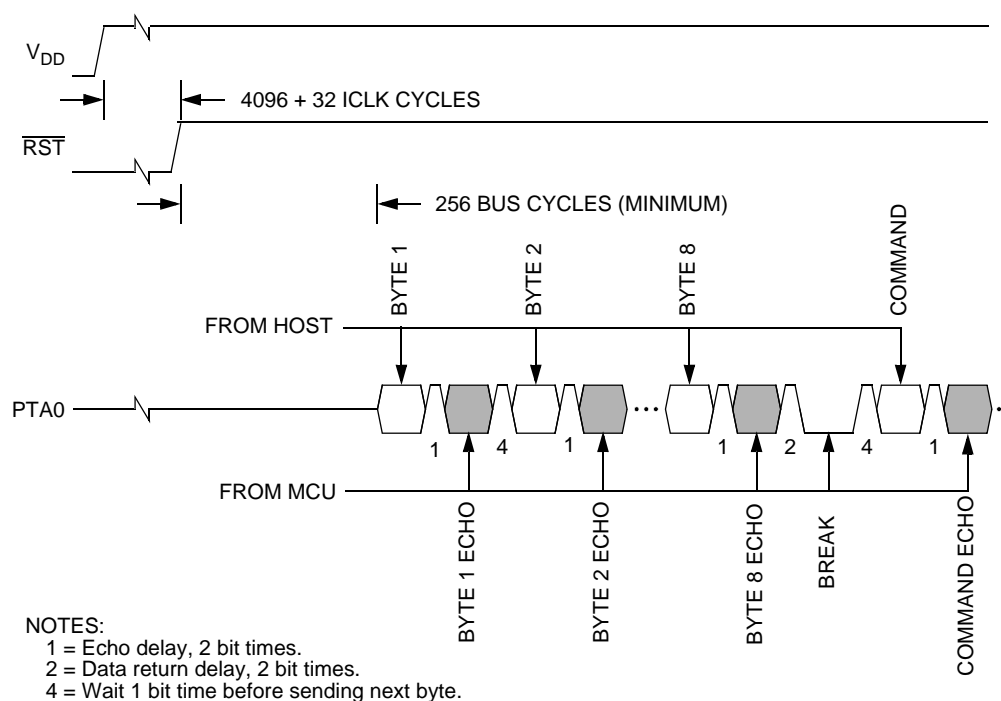 VDD
4096 + 32 ICLK CYCLES
RST
256 BUS CYCLES (MINIMUM)
BYTE 1
BYTE 2
BYTE 8
COMMAND
FROM HOST
PTA0
1
4
1
1
2
4
1
FROM MCU
BYTE 1 ECHO
BYTE 2 ECHO
BYTE 8 ECHO
BREAK
COMMAND ECHO
NOTES:
1 = Echo delay, 2 bit times.
2 = Data return delay, 2 bit times.
4 = Wait 1 bit time before sending next byte.